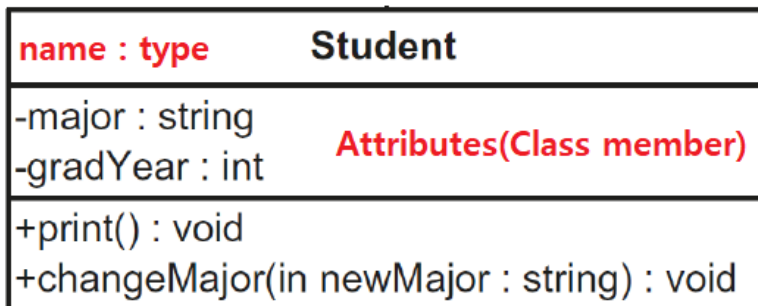 name : type Student
-major : string
-gradYear : int
Attributes(Class member)
+print() : void
+changeMajor(in newMajor : string) : void